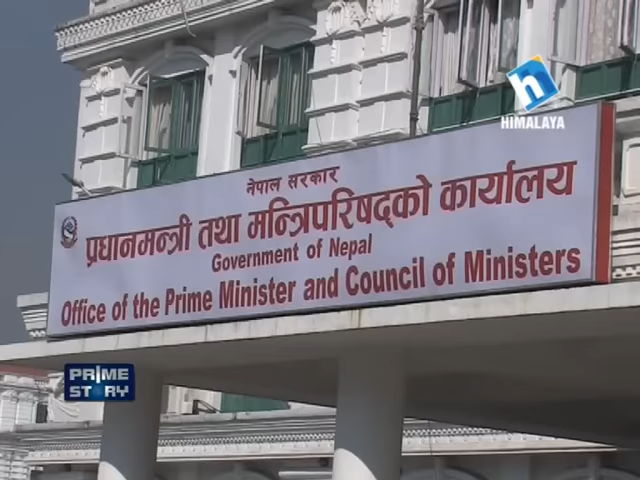 HIMALAYA
नेपाल सरकार
प्रधानमन्त्री तथा मन्त्रिपरिषद्को कार्यालय
Government of Nepal
Office of the Prime Minister and Council of Ministers
PRIME
STORY